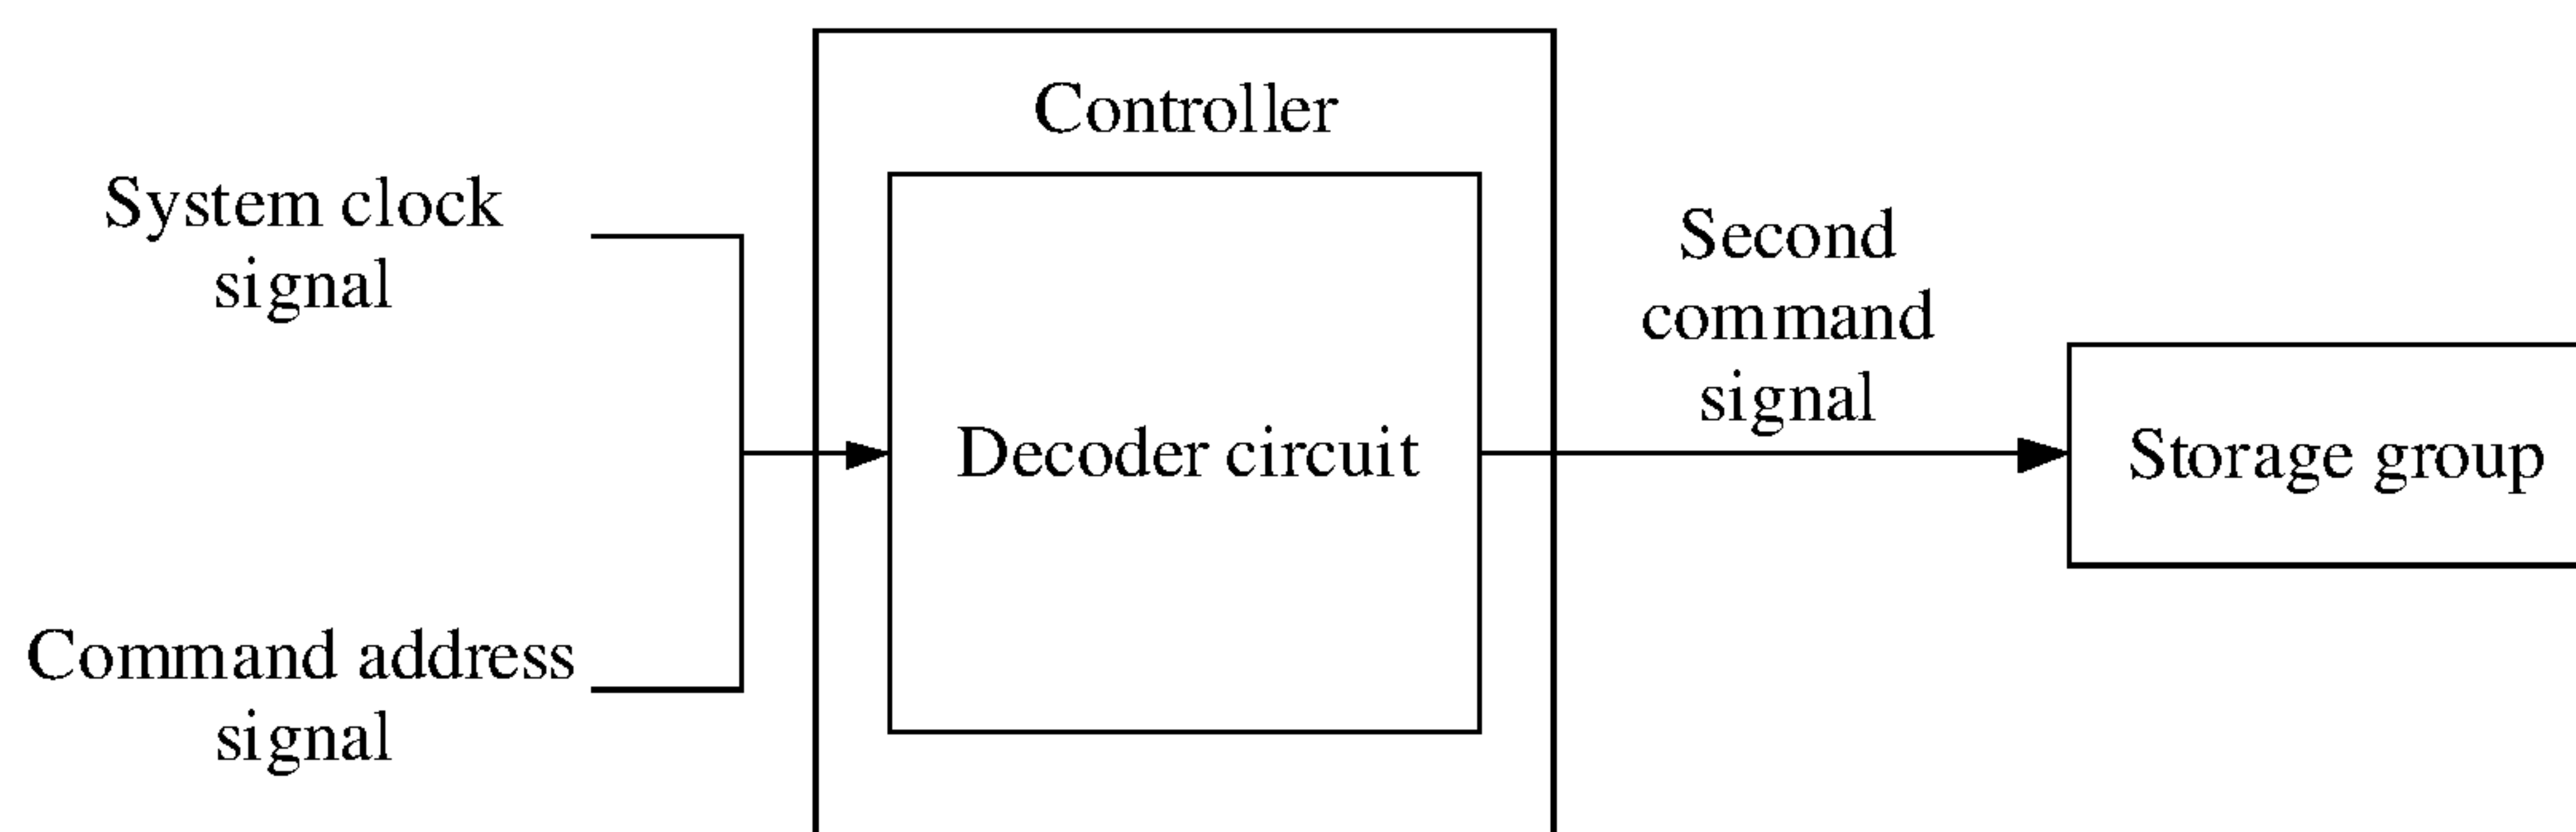 Controller
System clock
signal
Command address
signal
Decoder circuit
Second
command
signal
Storage group